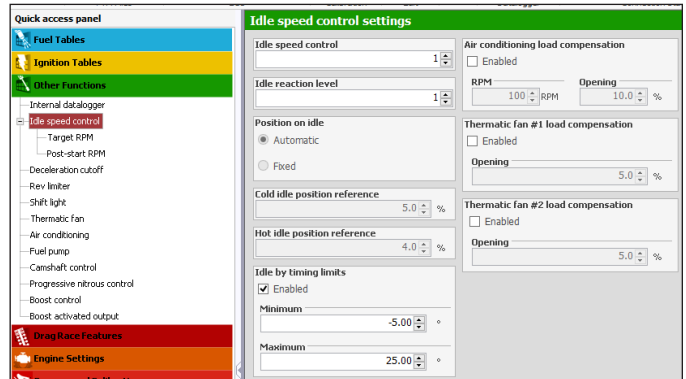 Quick access panel
Fuel Tables
Ignition Tables
Other Functions
Internal datalogger
Idle speed control
Target RPM
Post-start RPM
Deceleration cutoff
Rev limiter
Shift light
Thermatic fan
Air conditioning
Fuel pump
Camshaft control
Progressive nitrous control
Boost control
Boost activated output
Drag Race Features
Engine Settings
Idle speed control settings
Idle speed control
1
Idle reaction level
1
Position on idle
Automatic
Fixed
Cold idle position reference
5.0 %
Hot idle position reference
4.0 %
Idle by timing limits
Enabled
Minimum
-5.00 °
Maximum
25.00 °
Air conditioning load compensation
Enabled
RPM Opening
100 RPM 10.0 %
Thermatic fan #1 load compensation
Enabled
Opening
5.0 %
Thermatic fan #2 load compensation
Enabled
Opening
5.0 %